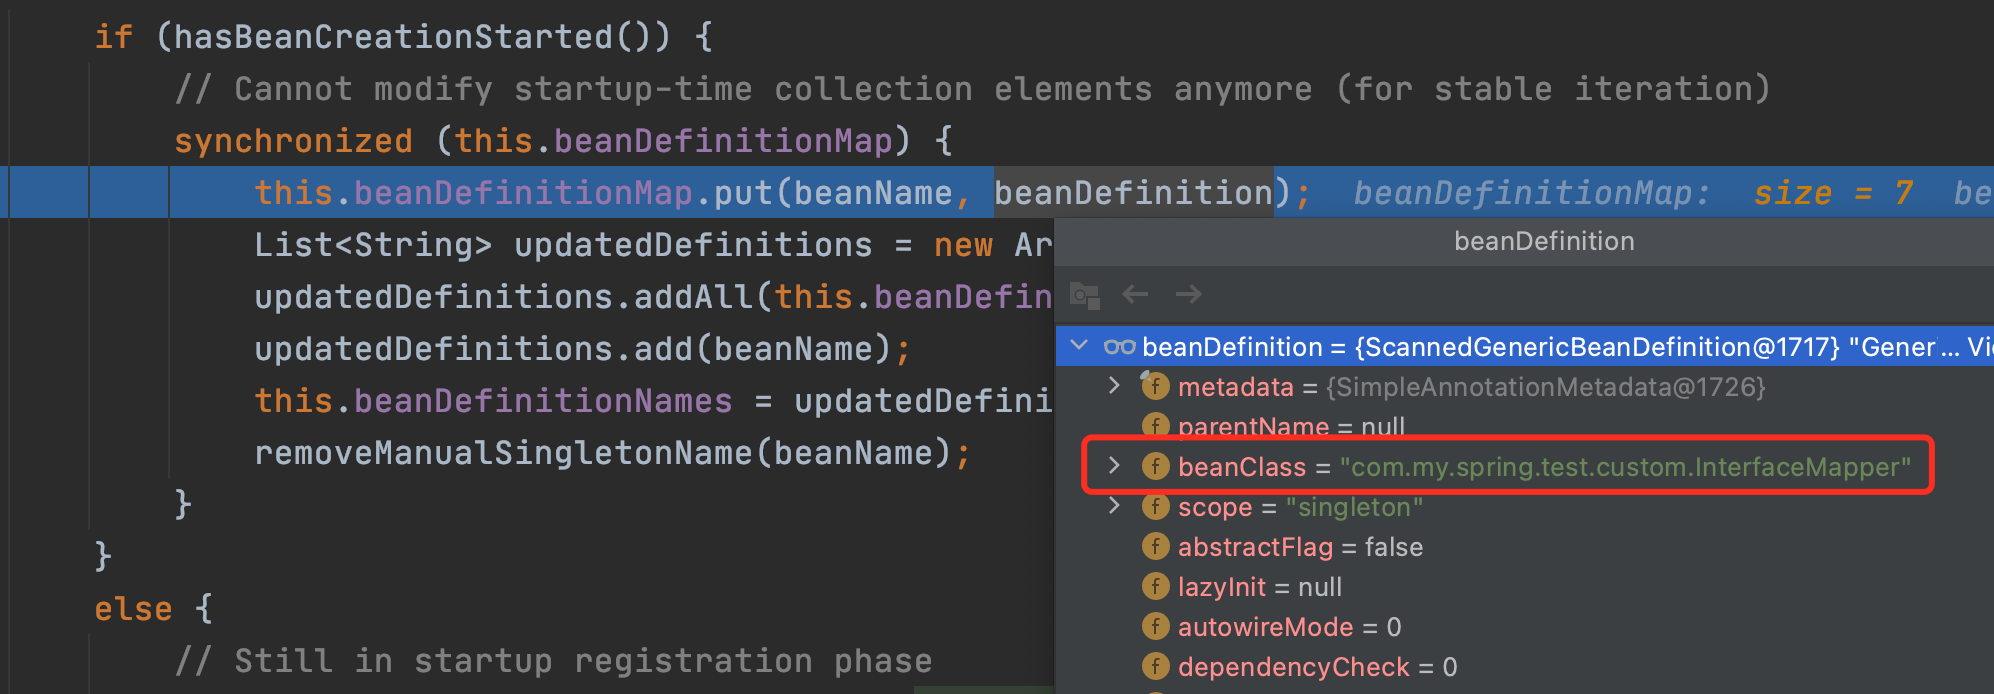 if (hasBeanCreationStarted()) {
// Cannot modify startup-time collection elements anymore (for stable iteration)
synchronized (this.beanDefinitionMap) {
this.beanDefinitionMap.put(beanName, beanDefinition); beanDefinitionMap: size = 7 be
List<String> updatedDefinitions = new Ar
updatedDefinitions.addAll(this.beanDefin
updatedDefinitions.add(beanName);
this.beanDefinitionNames = updatedDefini
removeManualSingletonName(beanName);
}
}
else {
// Still in startup registration phase
beanDefinition
beanDefinition = {ScannedGenericBeanDefinition@1717} "Gener'... Vi
f metadata = {SimpleAnnotationMetadata@1726}
f parentName = null
f beanClass = "com.my.spring.test.custom.InterfaceMapper"
f scope = "singleton"
f abstractFlag = false
f lazyInit = null
f autowireMode = 0
f dependencyCheck = 0